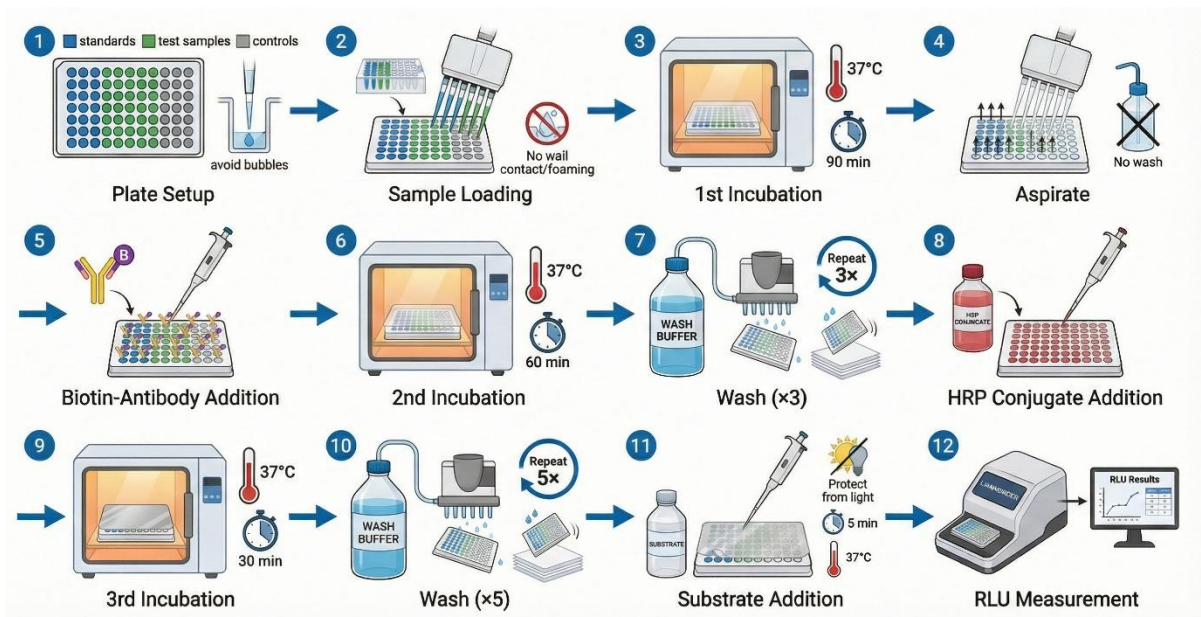 1
standards
test samples
controls
avoid bubbles
Plate Setup
2
No wail
contact/foaming
Sample Loading
3
37°C
90 min
1st Incubation
4
No wash
Aspirate
5
B
Biotin-Antibody Addition
6
37°C
60 min
2nd Incubation
7
WASH
BUFFER
Repeat
3×
Wash (×3)
8
HRP Conjugate Addition
9
37°C
30 min
3rd Incubation
10
WASH
BUFFER
Repeat
5×
Wash (×5)
11
SUBSTRATE
Protect
from light
5 min
37°C
Substrate Addition
12
RLU Results
RLU Measurement